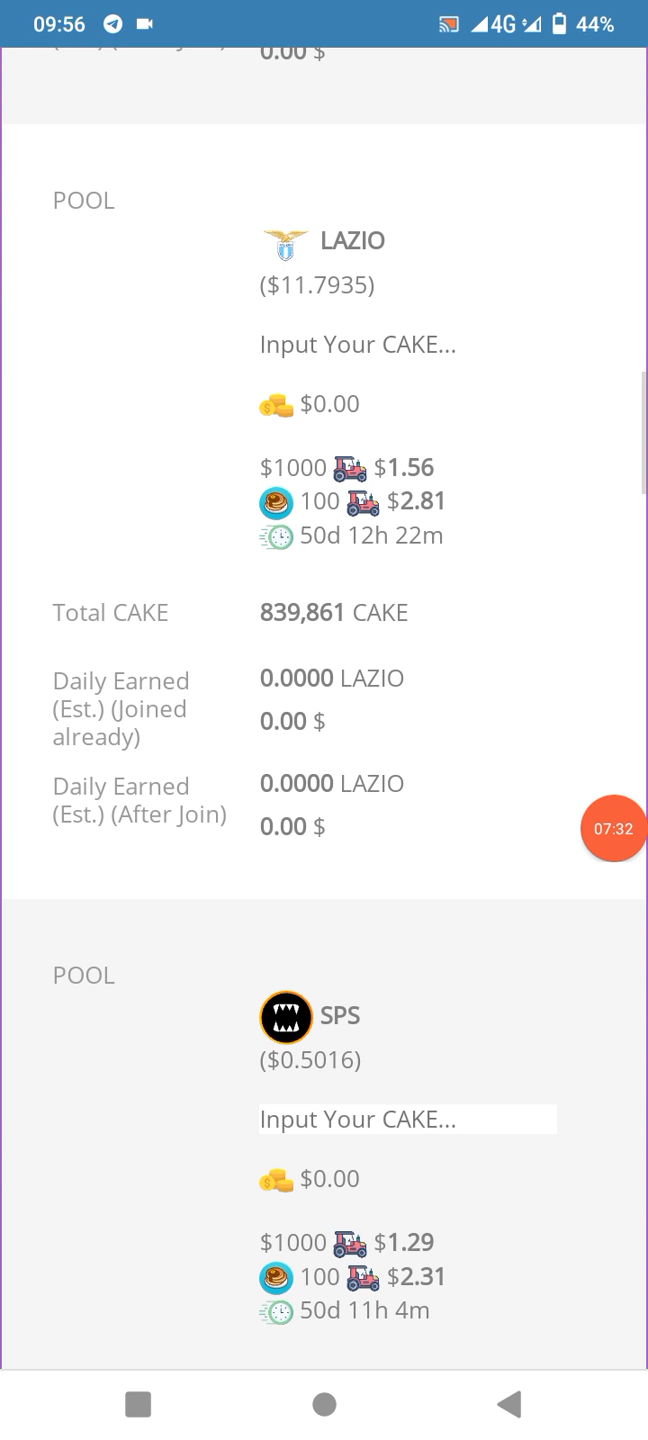 09:56 4G 44%
0.00 $
POOL
LAZIO
($11.7935)
Input Your CAKE...
$0.00
$1000 $1.56
100 $2.81
50d 12h 22m
Total CAKE 839,861 CAKE
Daily Earned (Est.) (Joined already) 0.0000 LAZIO
0.00 $
Daily Earned (Est.) (After Join) 0.0000 LAZIO
0.00 $
07:32
POOL
SPS
($0.5016)
Input Your CAKE...
$0.00
$1000 $1.29
100 $2.31
50d 11h 4m